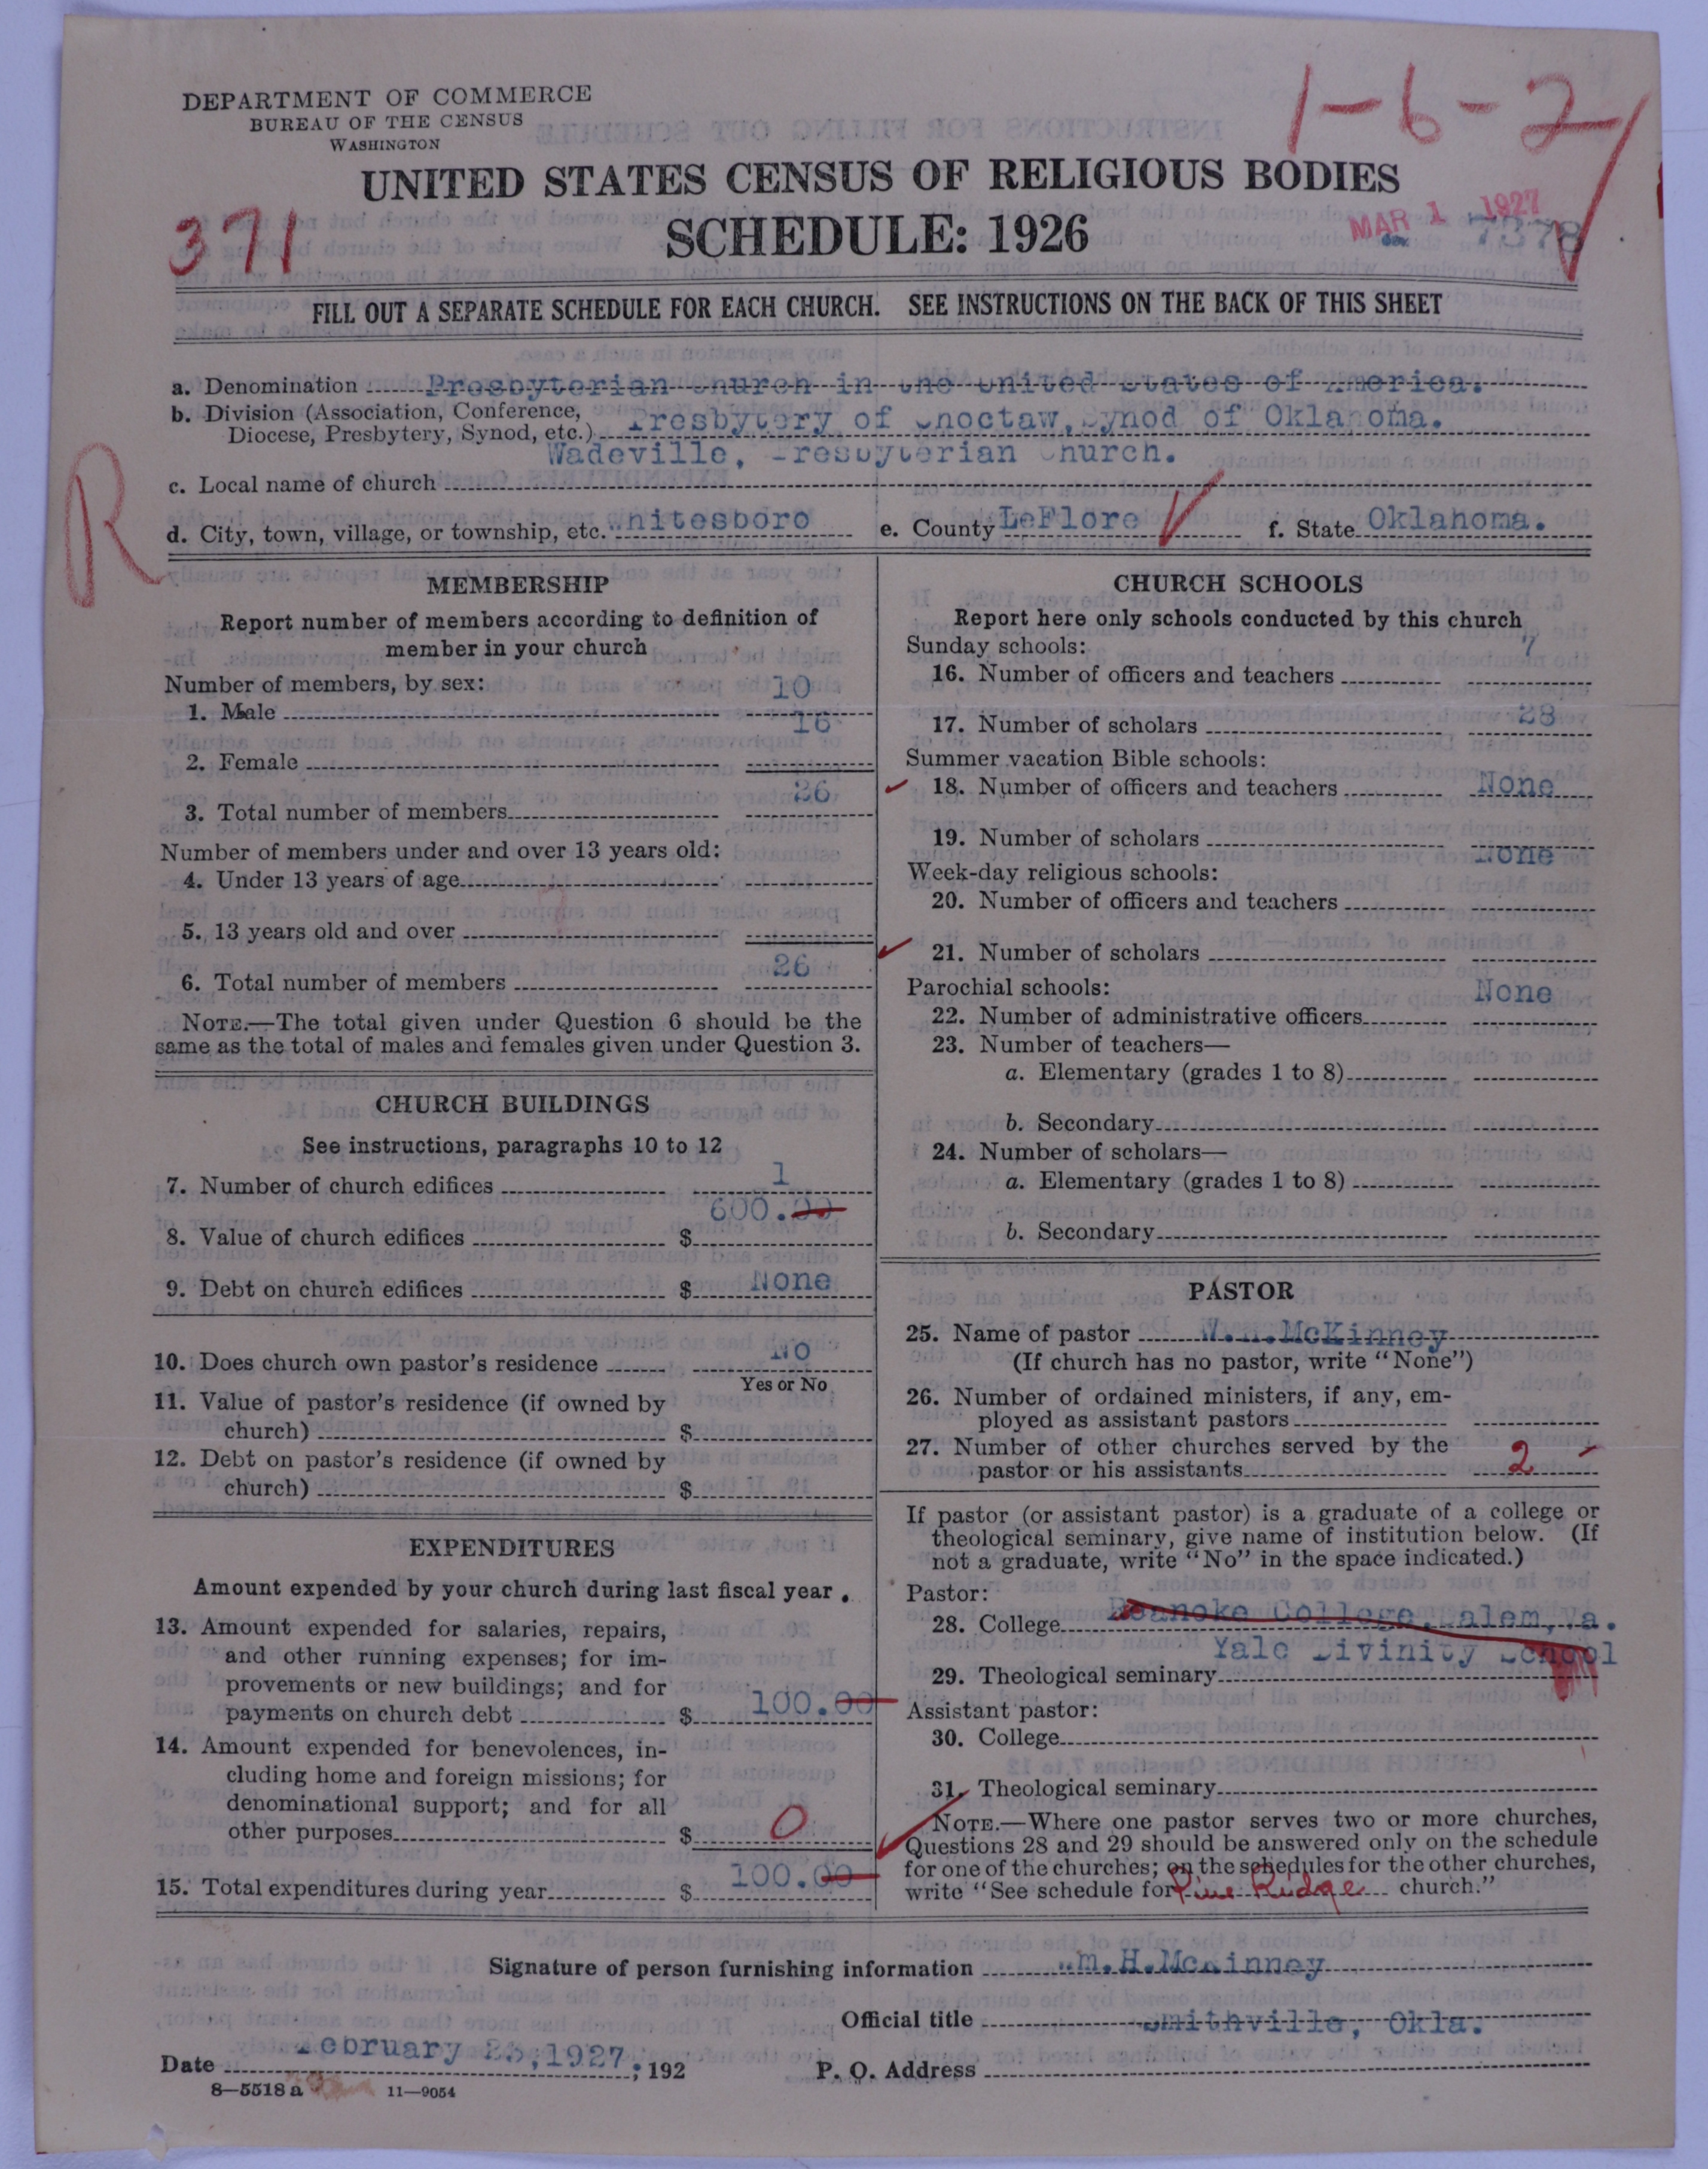 1-6-2
DEPARTMENT OF COMMERCE
BUREAU OF THE CENSUS
WASHINGTON
UNITED STATES CENSUS OF RELIGIOUS BODIES
371
SCHEDULE: 1926
MAR 1 1927
7378
FILL OUT A SEPARATE SCHEDULE FOR EACH CHURCH. SEE INSTRUCTIONS ON THE BACK OF THIS SHEET
a. Denomination Presbyterian Church in the United States of America.
b. Division (Association, Conference,
Diocese, Presbytery, Synod, etc.) Presbytery of Choctaw, Synod of Oklahoma.
Wadeville, Presbyterian Church.
c. Local name of church
R
d. City, town, village, or township, etc. Whitesboro e. County LeFlore f. State Oklahoma.
MEMBERSHIP
Report number of members according to definition of
member in your church
Number of members, by sex:
1. Male 10
2. Female 16
3. Total number of members 26
Number of members under and over 13 years old:
4. Under 13 years of age
5. 13 years old and over
6. Total number of members 26
NOTE.—The total given under Question 6 should be the
same as the total of males and females given under Question 3.
CHURCH BUILDINGS
See instructions, paragraphs 10 to 12
7. Number of church edifices 1
8. Value of church edifices $ 600.00
9. Debt on church edifices $ None
10. Does church own pastor's residence No
Yes or No
11. Value of pastor's residence (if owned by
church) $
12. Debt on pastor's residence (if owned by
church) $
EXPENDITURES
Amount expended by your church during last fiscal year.
13. Amount expended for salaries, repairs,
and other running expenses; for im-
provements or new buildings; and for
payments on church debt $ 100.00
14. Amount expended for benevolences, in-
cluding home and foreign missions; for
denominational support; and for all
other purposes $ 0
15. Total expenditures during year $ 100.00
CHURCH SCHOOLS
Report here only schools conducted by this church
Sunday schools:
16. Number of officers and teachers 7
17. Number of scholars 28
Summer vacation Bible schools:
18. Number of officers and teachers None
19. Number of scholars
None
Week-day religious schools:
20. Number of officers and teachers
21. Number of scholars
Parochial schools: None
22. Number of administrative officers
23. Number of teachers—
a. Elementary (grades 1 to 8)
b. Secondary
24. Number of scholars—
a. Elementary (grades 1 to 8)
b. Secondary
PASTOR
25. Name of pastor W.H.McKinney
(If church has no pastor, write "None")
26. Number of ordained ministers, if any, em-
ployed as assistant pastors
27. Number of other churches served by the
pastor or his assistants 2
If pastor (or assistant pastor) is a graduate of a college or
theological seminary, give name of institution below. (If
not a graduate, write "No" in the space indicated.)
Pastor:
28. College Roanoke College, Salem, Va.
Yale Divinity School
29. Theological seminary
Assistant pastor:
30. College
31. Theological seminary
NOTE.—Where one pastor serves two or more churches,
Questions 28 and 29 should be answered only on the schedule
for one of the churches; on the schedules for the other churches,
write "See schedule for Pine Ridge church."
Signature of person furnishing information Wm.H.McKinney
Official title Smithville, Okla.
Date February 25,1927. , 192 P. O. Address
8—5518 a 11—9054